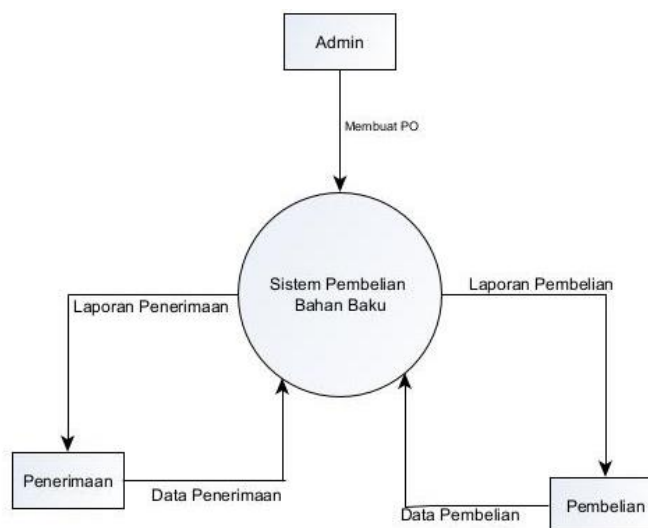 Admin
Membuat PO
Sistem Pembelian
Bahan Baku
Laporan Penerimaan
Laporan Pembelian
Penerimaan
Data Penerimaan
Data Pembelian
Pembelian